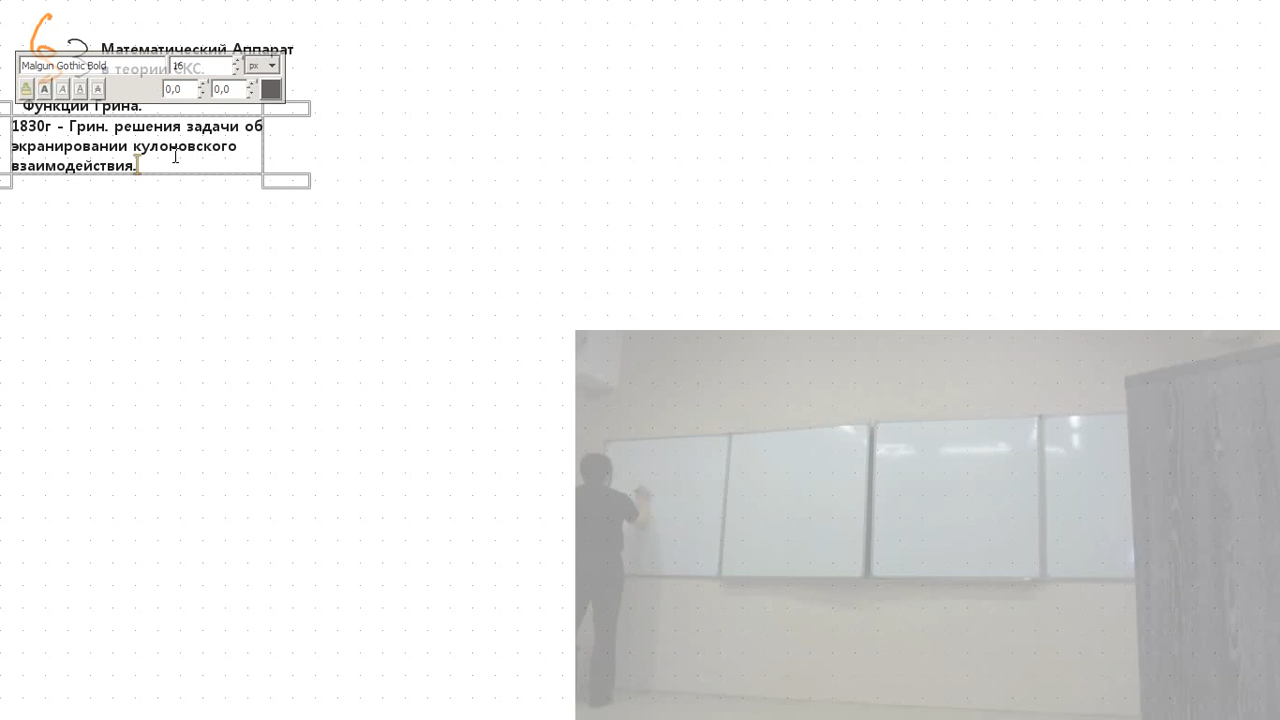 Математический Аппарат
в теории СКС.
Malgun Gothic Bold 16 px
0,0 0,0
Функции Грина.
1830г - Грин. решения задачи об
экранировании кулоновского
взаимодействия.